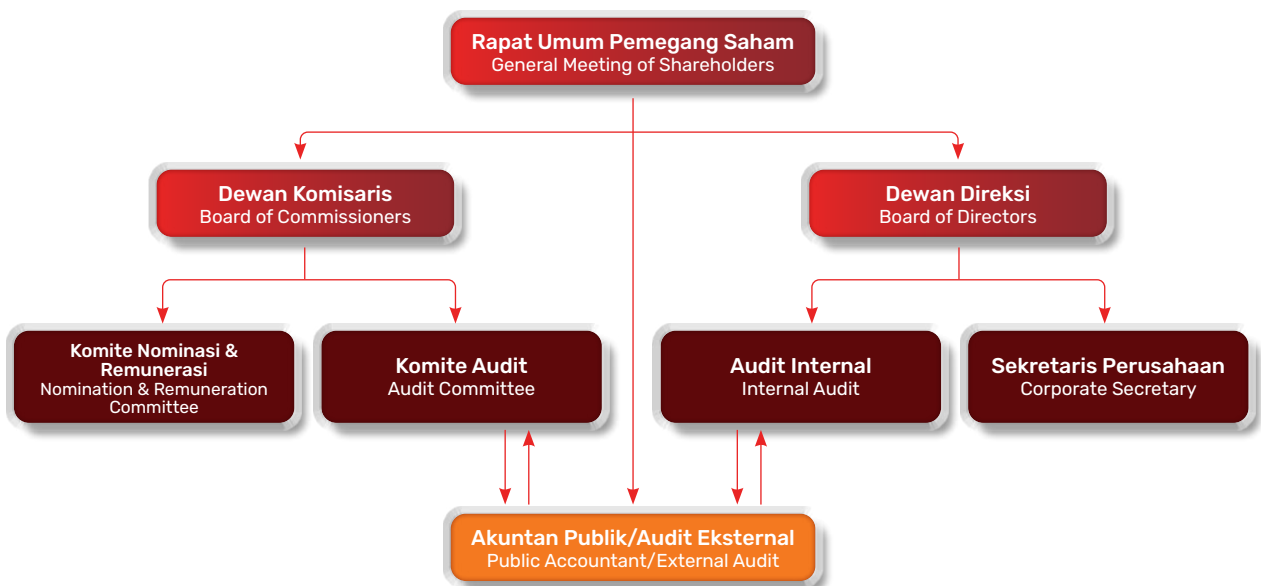 Rapat Umum Pemegang Saham
General Meeting of Shareholders
Dewan Komisaris
Board of Commissioners
Dewan Direksi
Board of Directors
Komite Nominasi &
Remunerasi
Nomination & Remuneration
Committee
Komite Audit
Audit Committee
Audit Internal
Internal Audit
Sekretaris Perusahaan
Corporate Secretary
Akuntan Publik/Audit Eksternal
Public Accountant/External Audit